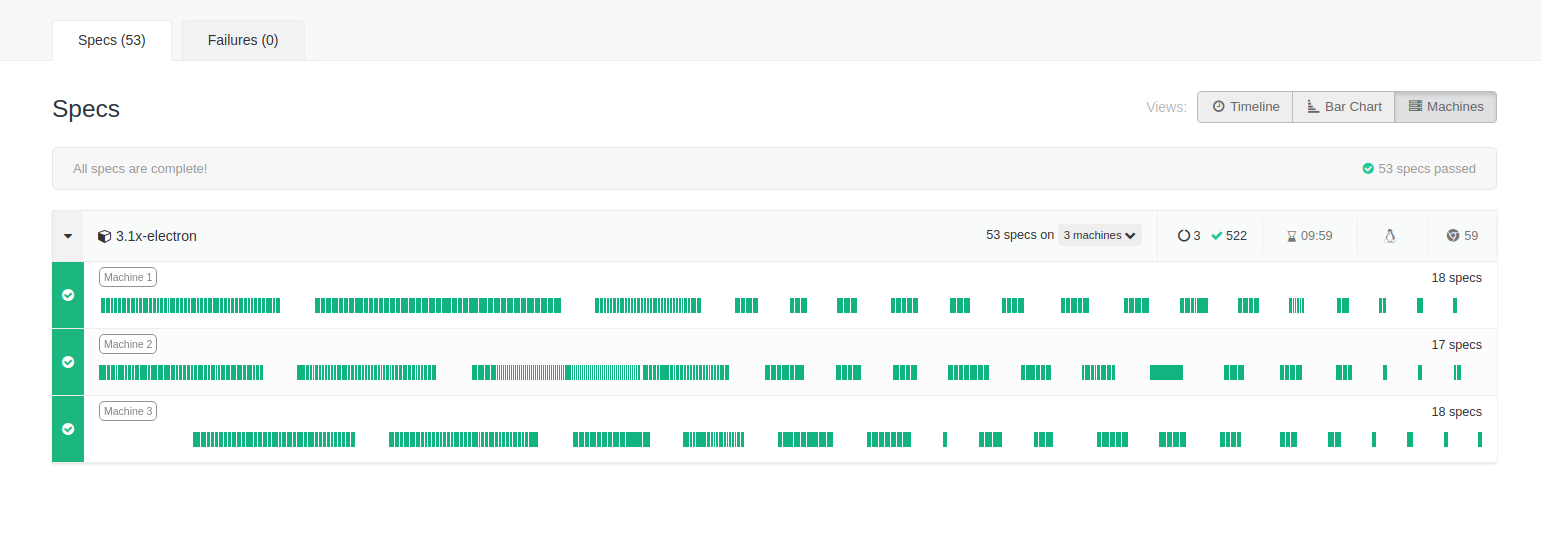 Specs (53)
Failures (0)
Specs
Views:
Timeline
Bar Chart
Machines
All specs are complete!
53 specs passed
3.1x-electron
53 specs on
3 machines
3
522
09:59
59
Machine 1
18 specs
Machine 2
17 specs
Machine 3
18 specs